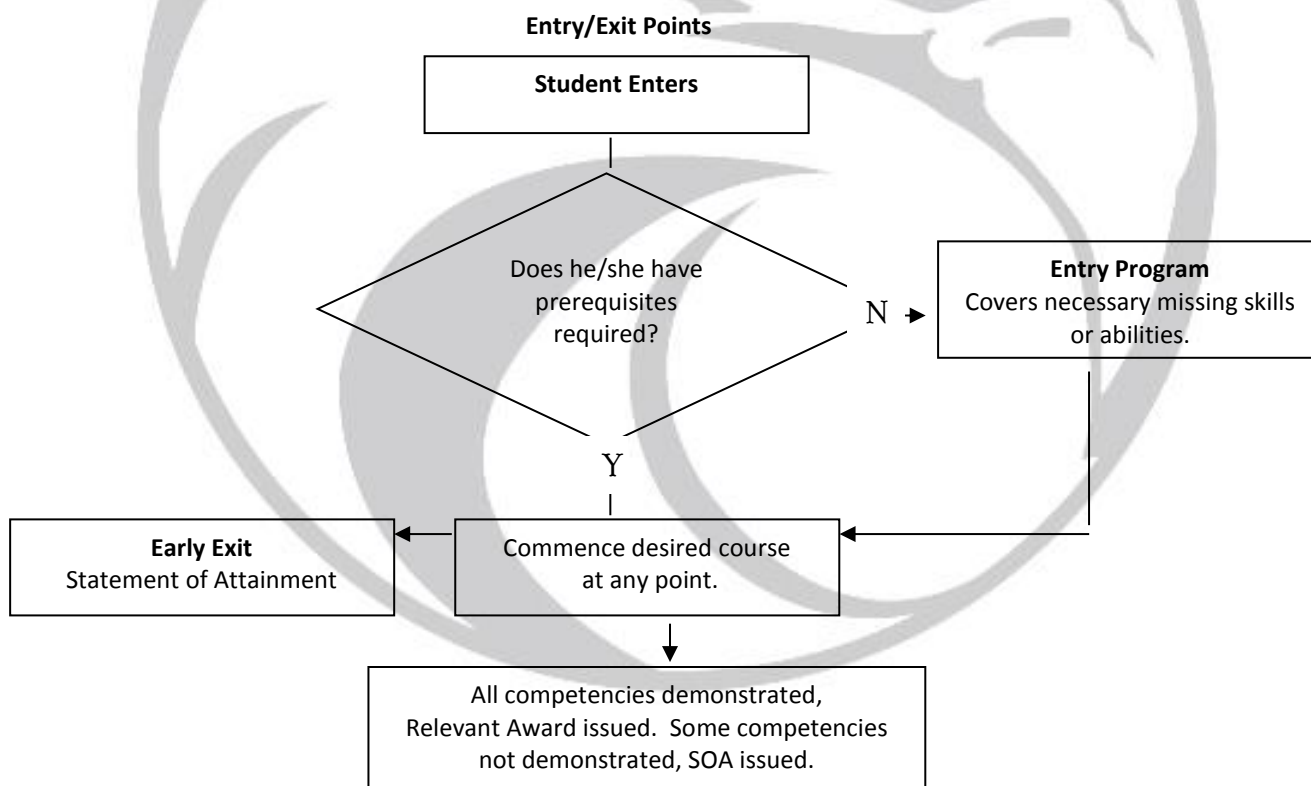 Entry/Exit Points
Student Enters
Does he/she have
prerequisites
required?
N
Entry Program
Covers necessary missing skills
or abilities.
Y
Early Exit
Statement of Attainment
Commence desired course
at any point.
All competencies demonstrated,
Relevant Award issued.  Some competencies
not demonstrated, SOA issued.